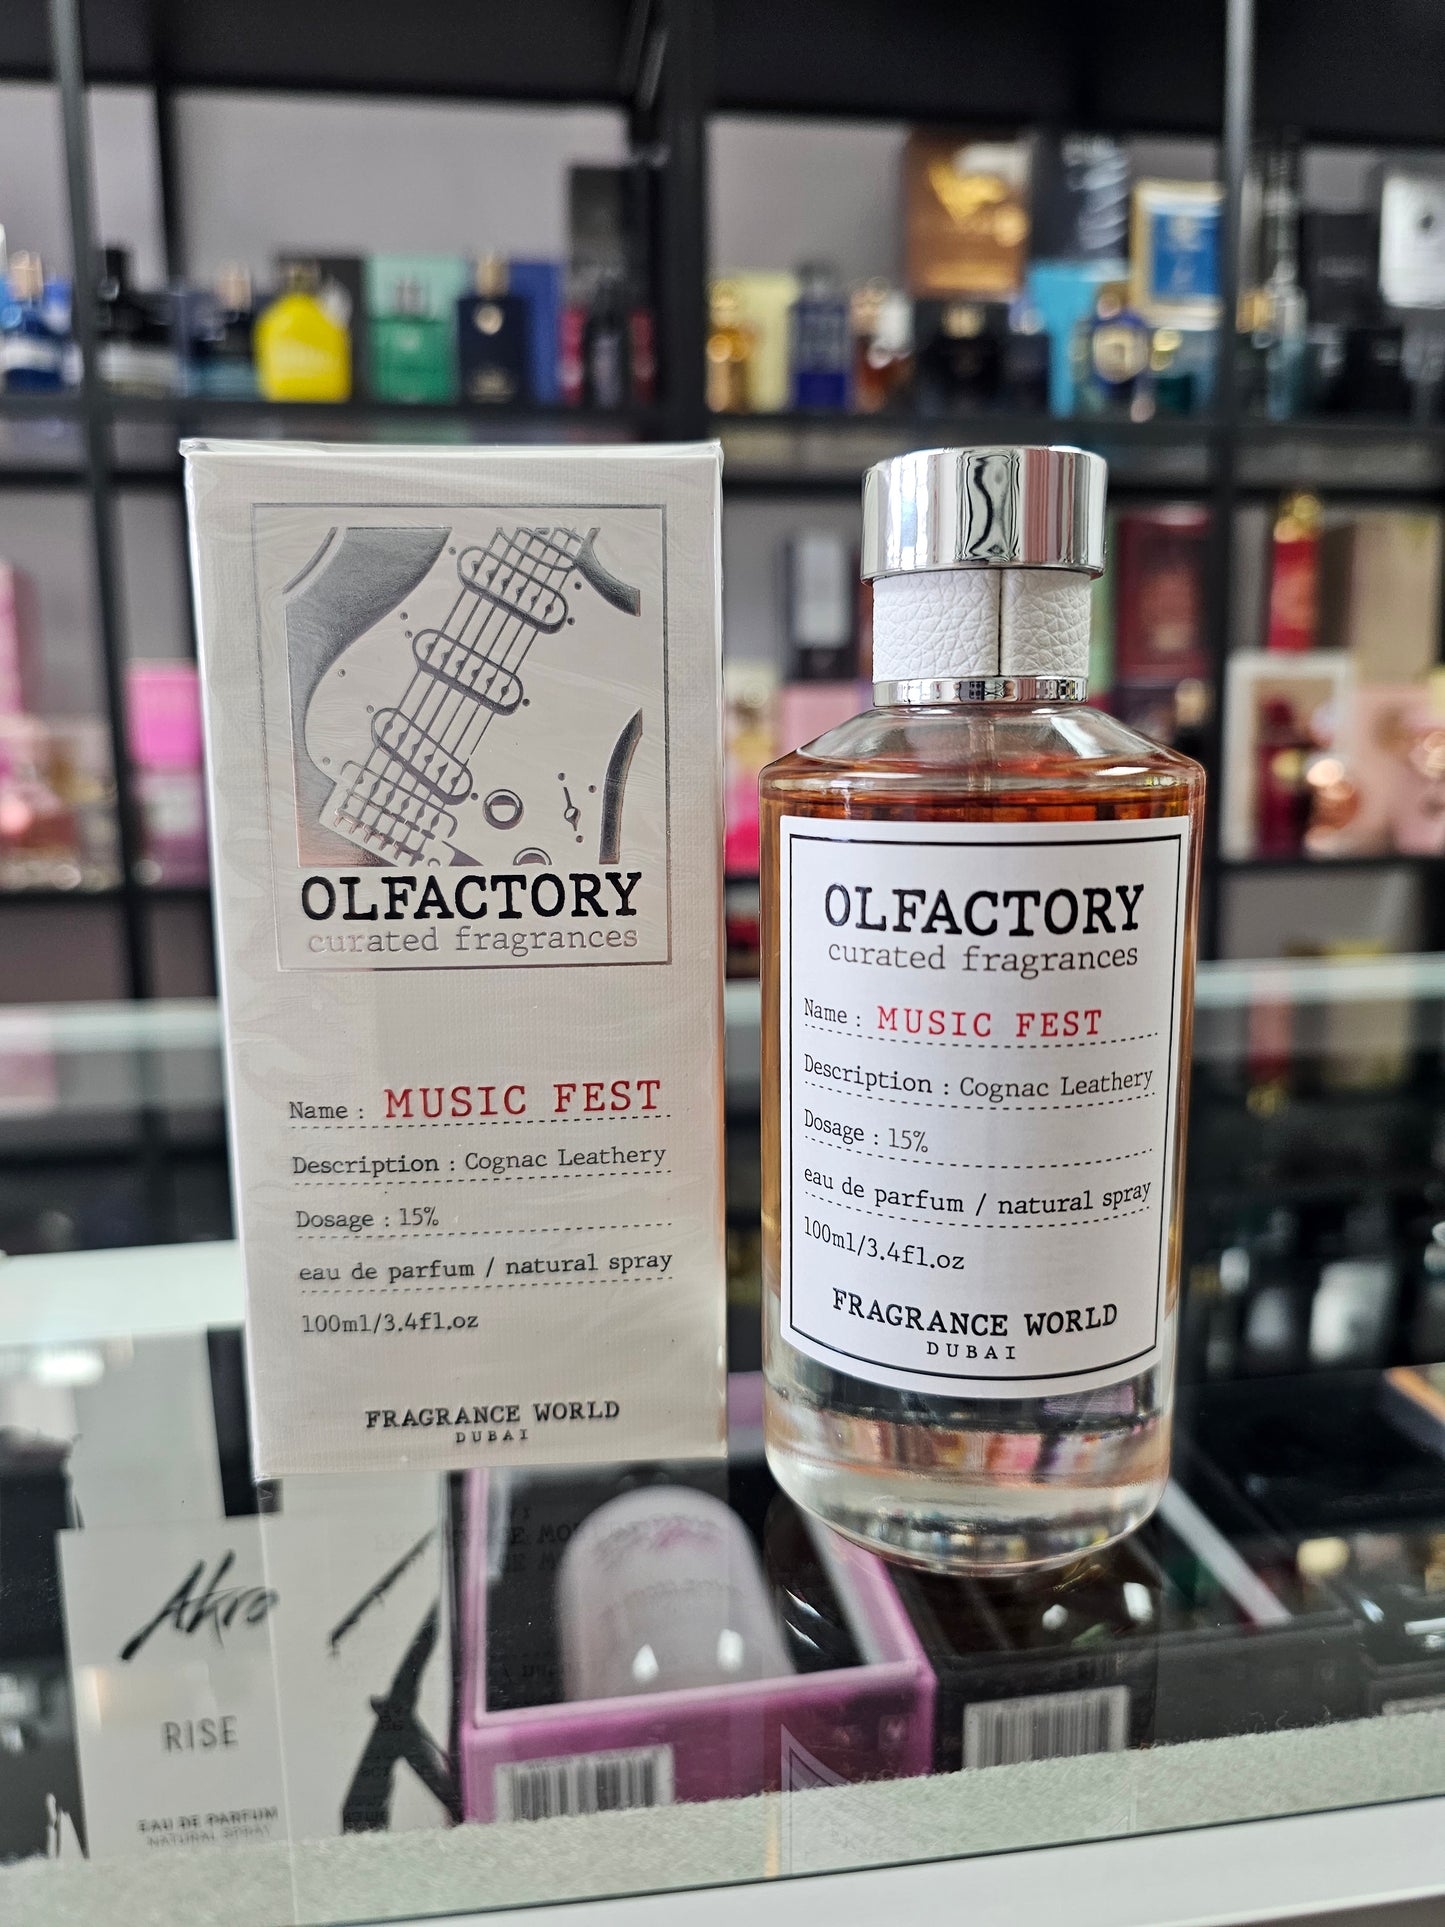 OLFACTORY
curated fragrances
Name : MUSIC FEST
Description : Cognac Leathery
Dosage : 15%
eau de parfum / natural spray
100ml/3.4fl.oz
FRAGRANCE WORLD
DUBAI
OLFACTORY
curated fragrances
Name : MUSIC FEST
Description : Cognac Leathery
Dosage : 15%
eau de parfum / natural spray
100ml/3.4fl.oz
FRAGRANCE WORLD
DUBAI
Akro
RISE
EAU DE PARFUM
NATURAL SPRAY